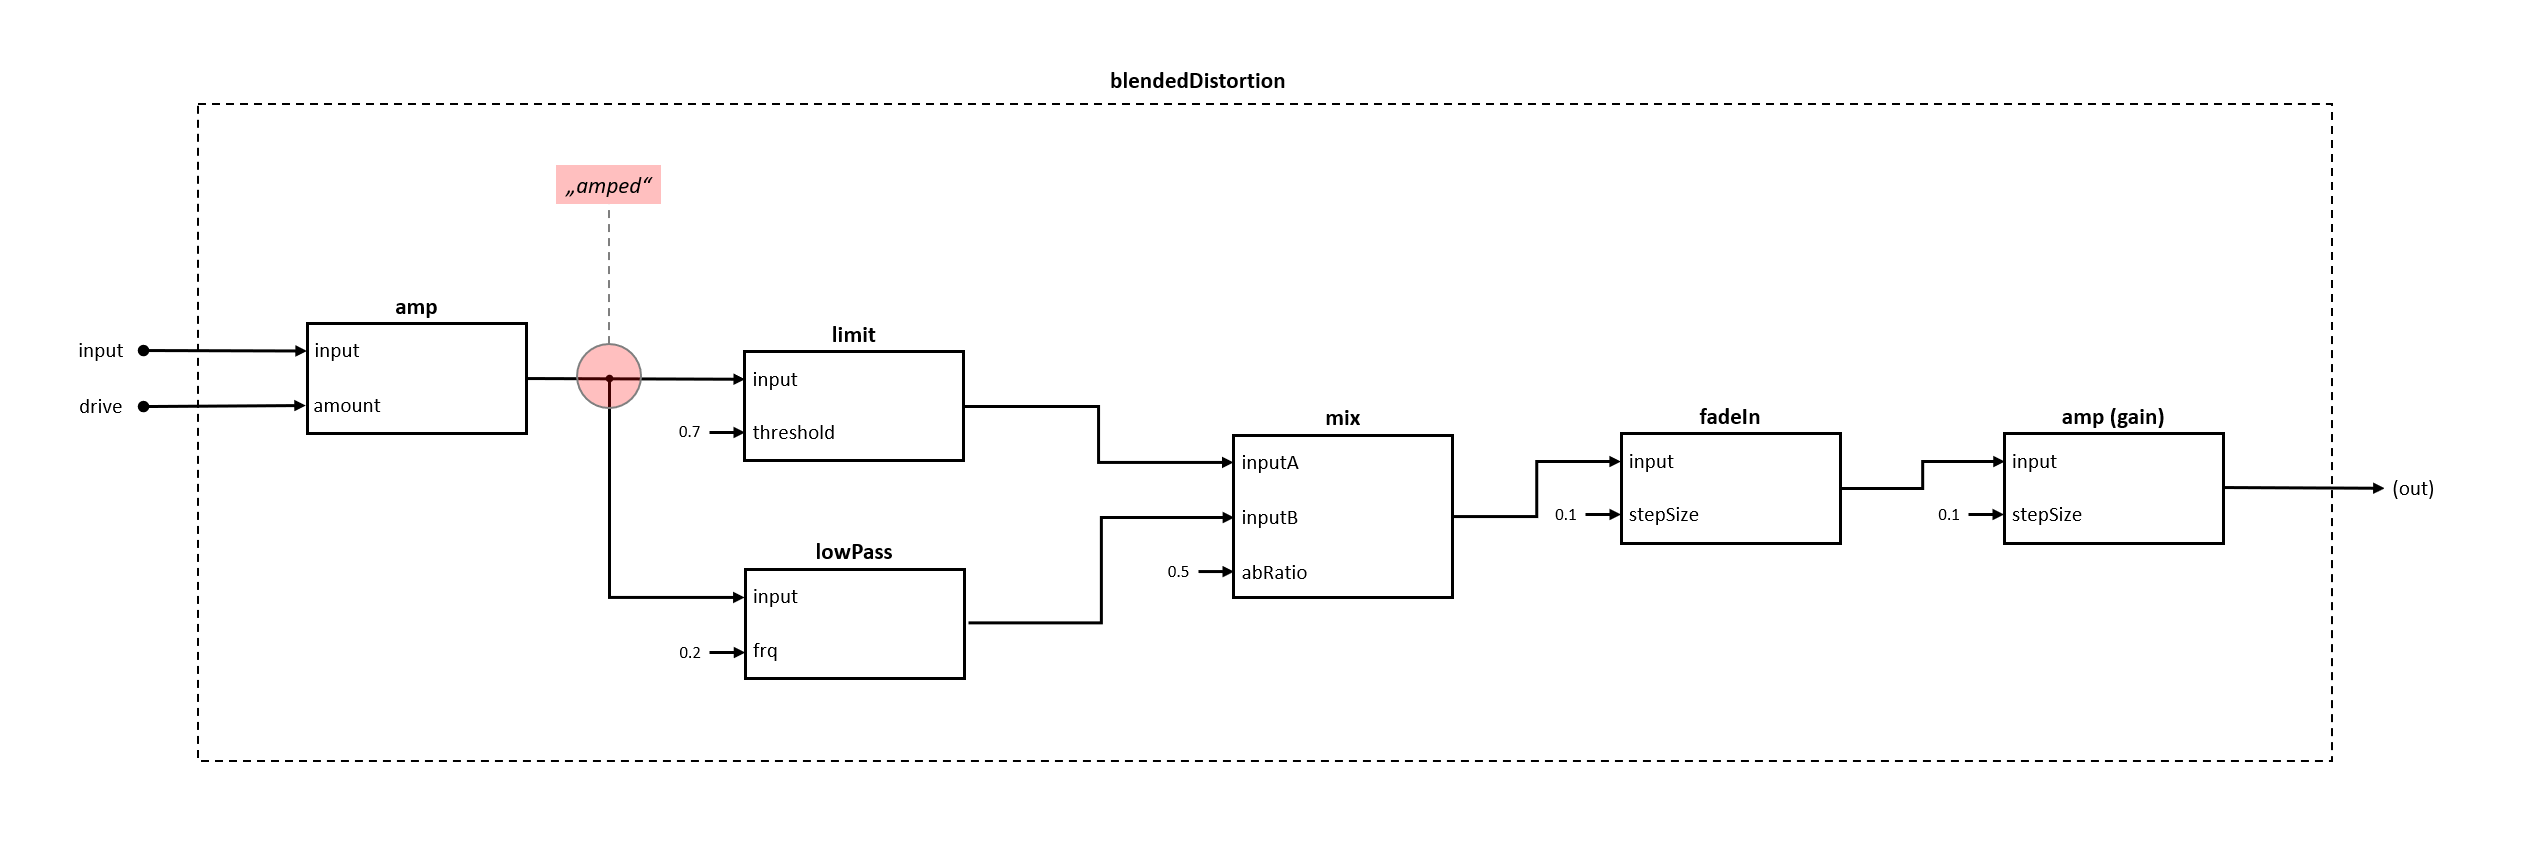 blendedDistortion
„amped“
amp
input
input
drive
amount
limit
input
0.7
threshold
lowPass
input
0.2
frq
mix
inputA
inputB
0.5
abRatio
fadeIn
input
0.1
stepSize
amp (gain)
input
0.1
stepSize
(out)